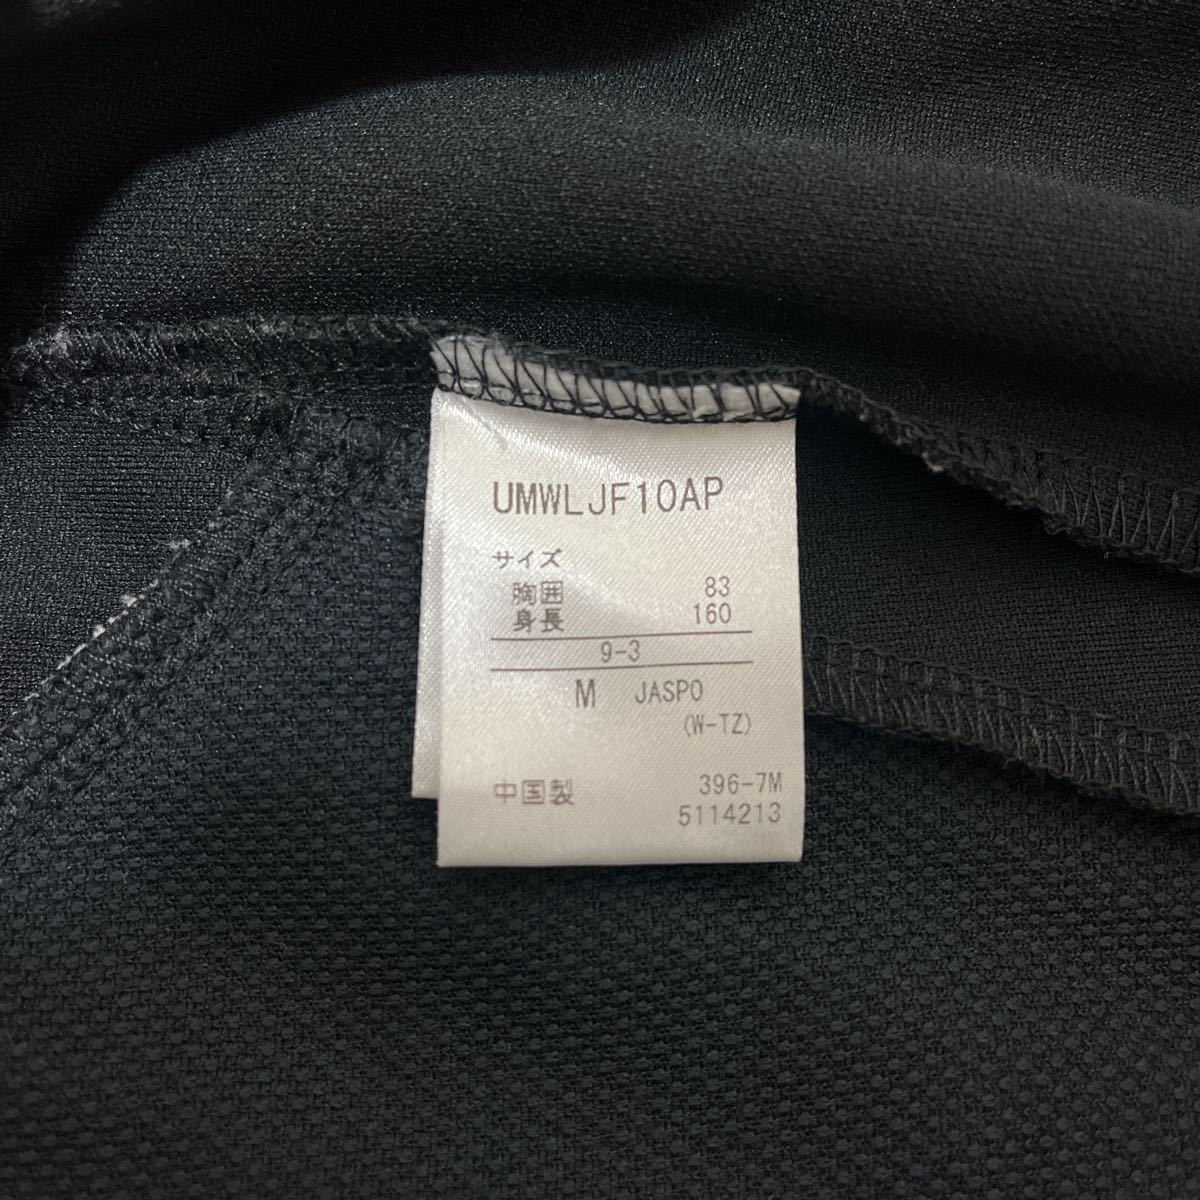 UMWLJF10AP
サイズ
胸囲 83
身長 160
9-3
M JASPO
(W-TZ)
中国製 396-7M
5114213